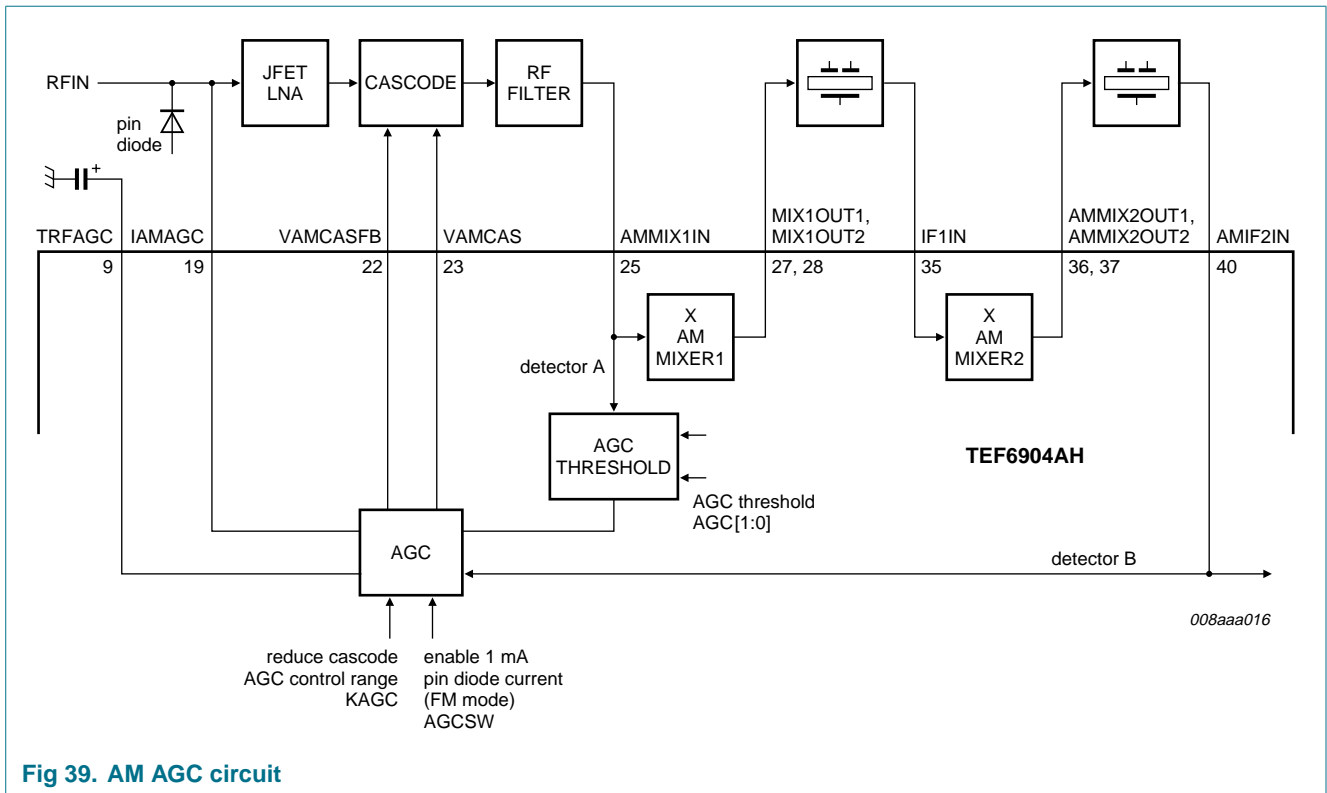 RFIN
pin
diode
+
JFET
LNA
CASCODE
RF
FILTER
TRFAGC
IAMAGC
VAMCASFB
VAMCAS
AMMIX1IN
MIX1OUT1,
MIX1OUT2
IF1IN
AMMIX2OUT1,
AMMIX2OUT2
AMIF2IN
9
19
22
23
25
27, 28
35
36, 37
40
X
AM
MIXER1
X
AM
MIXER2
detector A
AGC
THRESHOLD
TEF6904AH
AGC threshold
AGC[1:0]
AGC
detector B
008aaa016
reduce cascode
AGC control range
KAGC
enable 1 mA
pin diode current
(FM mode)
AGCSW
Fig 39. AM AGC circuit